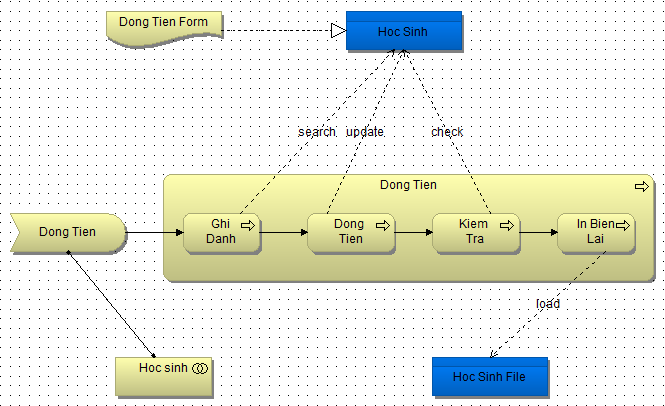 Dong Tien Form
Hoc Sinh
search
update
check
Dong Tien
Dong Tien
Ghi
Danh
Dong
Tien
Kiem
Tra
In Bien
Lai
load
Hoc sinh
Hoc Sinh File